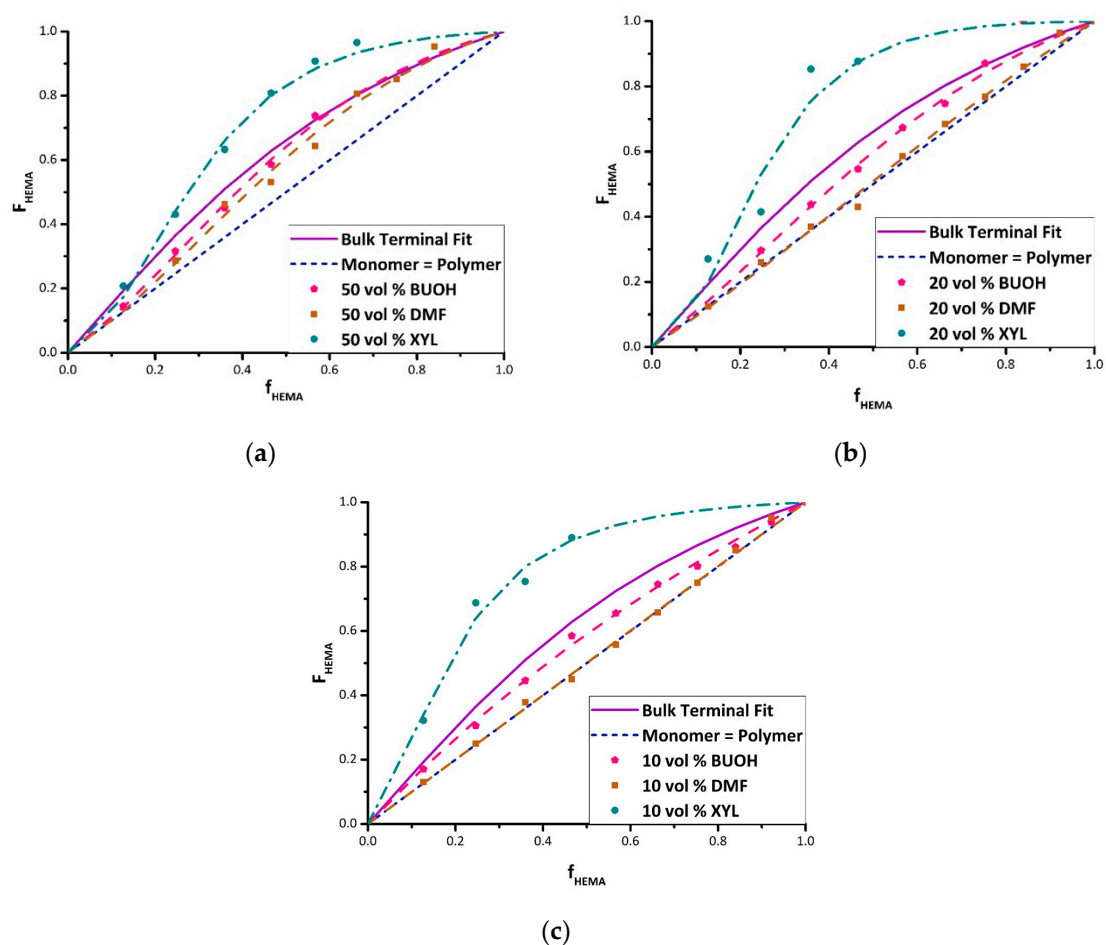 1.0
0.8
0.6
0.4
0.2
0.0
F_HEMA
Bulk Terminal Fit
Monomer = Polymer
50 vol % BUOH
50 vol % DMF
50 vol % XYL
0.0 0.2 0.4 0.6 0.8 1.0
f_HEMA
(a)
1.0
0.8
0.6
0.4
0.2
0.0
F_HEMA
Bulk Terminal Fit
Monomer = Polymer
20 vol % BUOH
20 vol % DMF
20 vol % XYL
0.0 0.2 0.4 0.6 0.8 1.0
f_HEMA
(b)
1.0
0.8
0.6
0.4
0.2
0.0
F_HEMA
Bulk Terminal Fit
Monomer = Polymer
10 vol % BUOH
10 vol % DMF
10 vol % XYL
0.0 0.2 0.4 0.6 0.8 1.0
f_HEMA
(c)